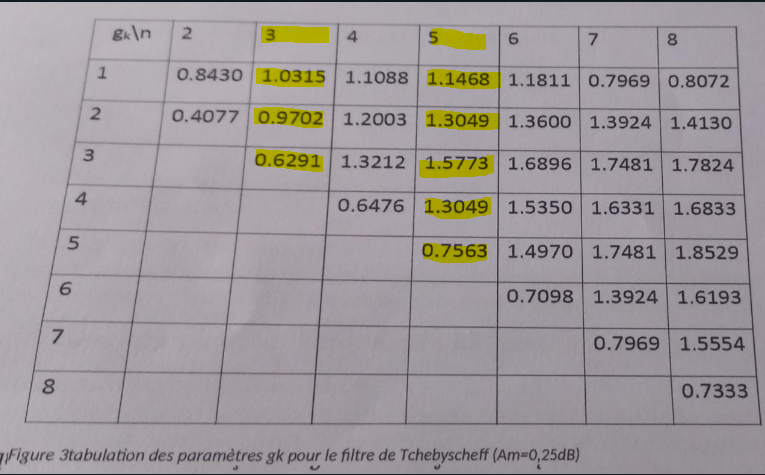 gk\n 2 3 4 5 6 7 8
1 0.8430 1.0315 1.1088 1.1468 1.1811 0.7969 0.8072
2 0.4077 0.9702 1.2003 1.3049 1.3600 1.3924 1.4130
3 0.6291 1.3212 1.5773 1.6896 1.7481 1.7824
4 0.6476 1.3049 1.5350 1.6331 1.6833
5 0.7563 1.4970 1.7481 1.8529
6 0.7098 1.3924 1.6193
7 0.7969 1.5554
8 0.7333
Figure 3tabulation des paramètres gk pour le filtre de Tchebyscheff (Am=0,25dB)